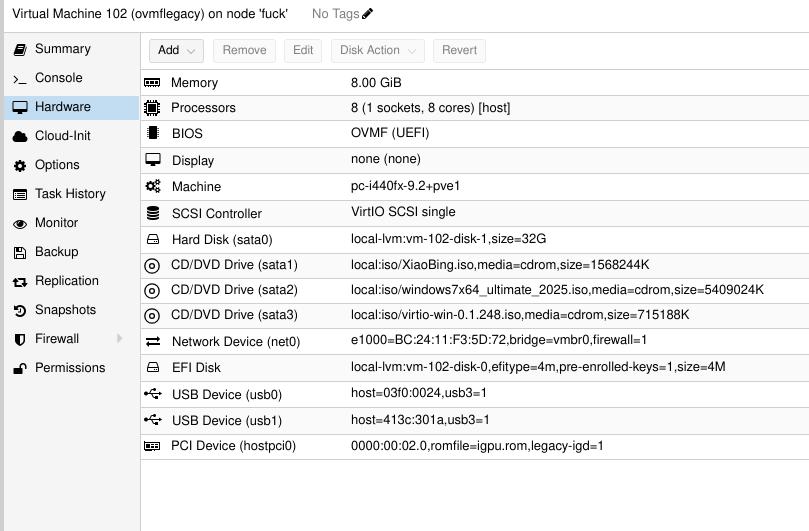 Virtual Machine 102 (ovmflegacy) on node 'fuck' No Tags
Summary
Console
Hardware
Cloud-Init
Options
Task History
Monitor
Backup
Replication
Snapshots
Firewall
Permissions
Add Remove Edit Disk Action Revert
Memory 8.00 GiB
Processors 8 (1 sockets, 8 cores) [host]
BIOS OVMF (UEFI)
Display none (none)
Machine pc-i440fx-9.2+pve1
SCSI Controller VirtIO SCSI single
Hard Disk (sata0) local-lvm:vm-102-disk-1,size=32G
CD/DVD Drive (sata1) local:iso/XiaoBing.iso,media=cdrom,size=1568244K
CD/DVD Drive (sata2) local:iso/windows7x64_ultimate_2025.iso,media=cdrom,size=5409024K
CD/DVD Drive (sata3) local:iso/virtio-win-0.1.248.iso,media=cdrom,size=715188K
Network Device (net0) e1000=BC:24:11:F3:5D:72,bridge=vmbr0,firewall=1
EFI Disk local-lvm:vm-102-disk-0,efitype=4m,pre-enrolled-keys=1,size=4M
USB Device (usb0) host=03f0:0024,usb3=1
USB Device (usb1) host=413c:301a,usb3=1
PCI Device (hostpci0) 0000:00:02.0,romfile=igpu.rom,legacy-igd=1